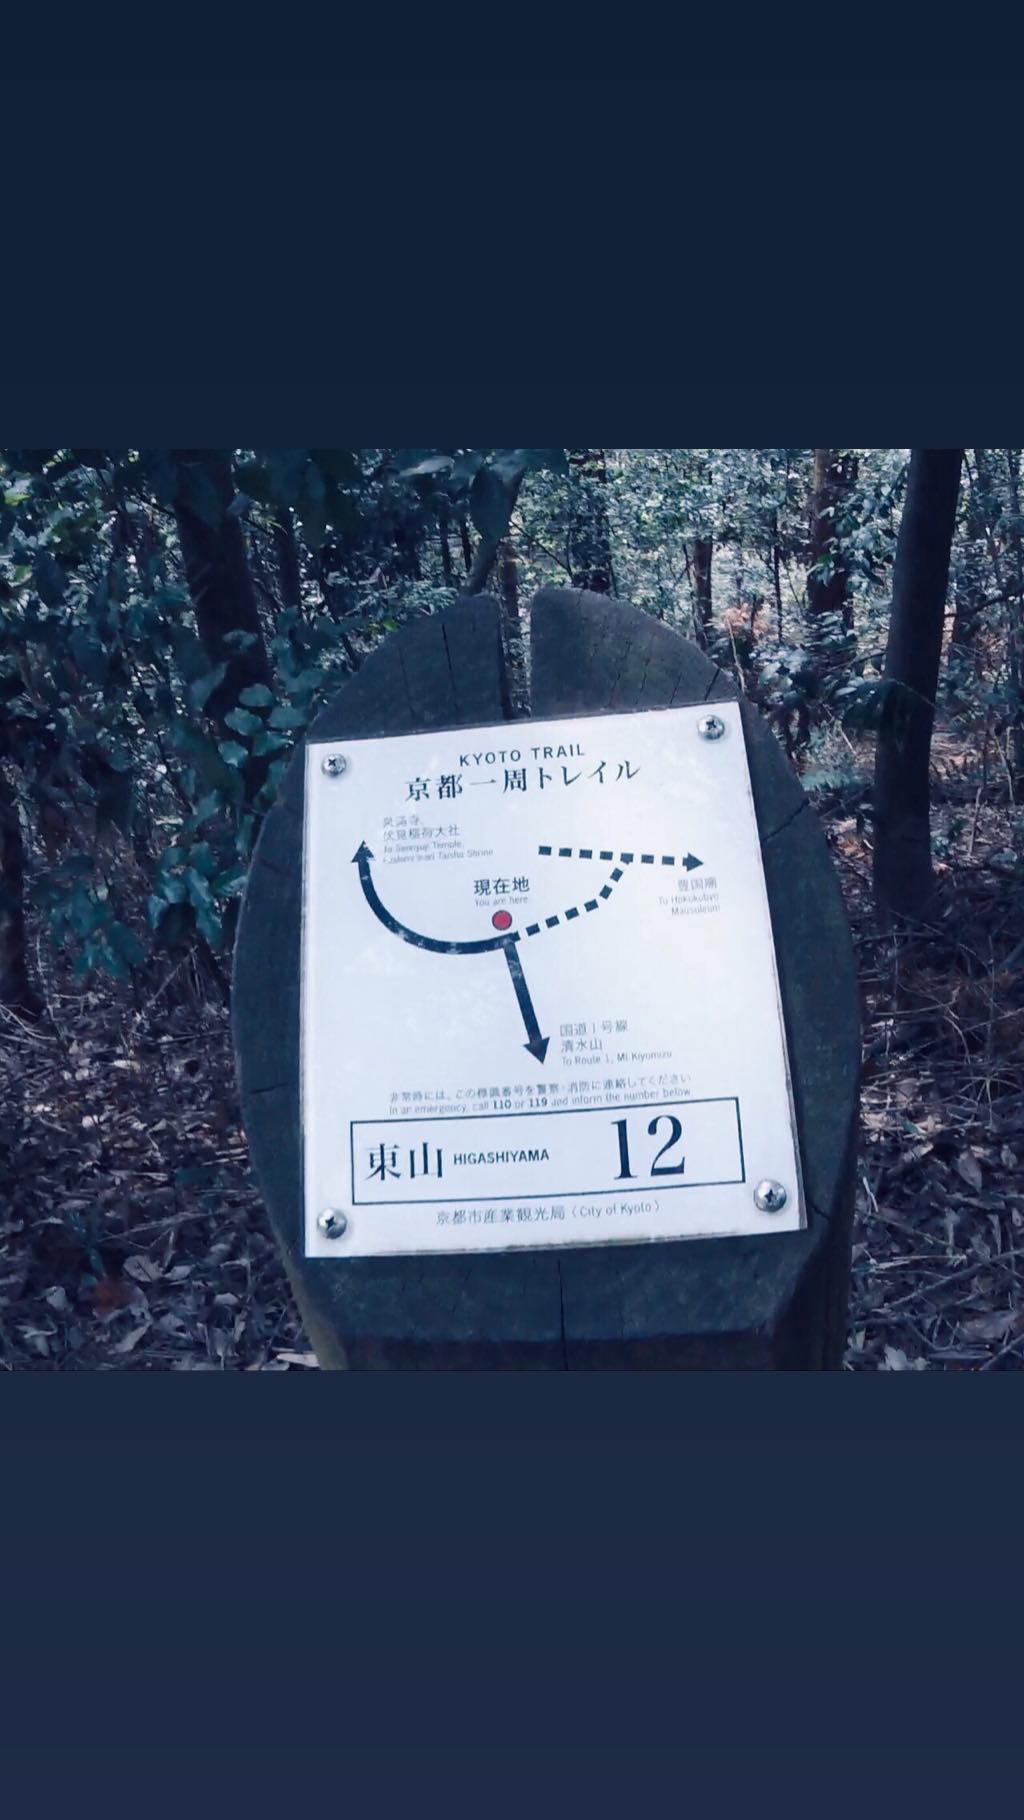 KYOTO TRAIL
京都一周トレイル
泉涌寺、
伏見稲荷大社
To Sennyuji Temple,
Fushimi Inari Taisha Shrine
現在地
You are here
豊国廟
To Hokokubyo
Mausoleum
国道1号線
清水山
To Route 1, Mt.Kiyomizu
非常時には、この標識番号を警察・消防に連絡してください
In an emergency, call 110 or 119 and inform the number below.
東山 HIGASHIYAMA 12
京都市産業観光局（City of Kyoto）